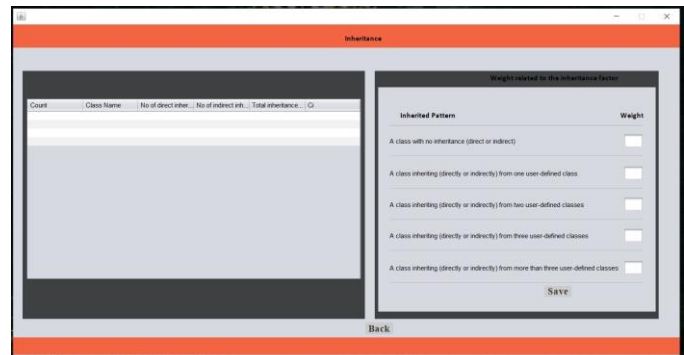 Inheritance
Weight related to the inheritance factor
Count Class Name No of direct inher... No of indirect inh... Total inheritance... Ci
Inherited Pattern Weight
A class with no inheritance (direct or indirect)
A class inheriting (directly or indirectly) from one user-defined class
A class inheriting (directly or indirectly) from two user-defined classes
A class inheriting (directly or indirectly) from three user-defined classes
A class inheriting (directly or indirectly) from more than three user-defined classes
Save
Back